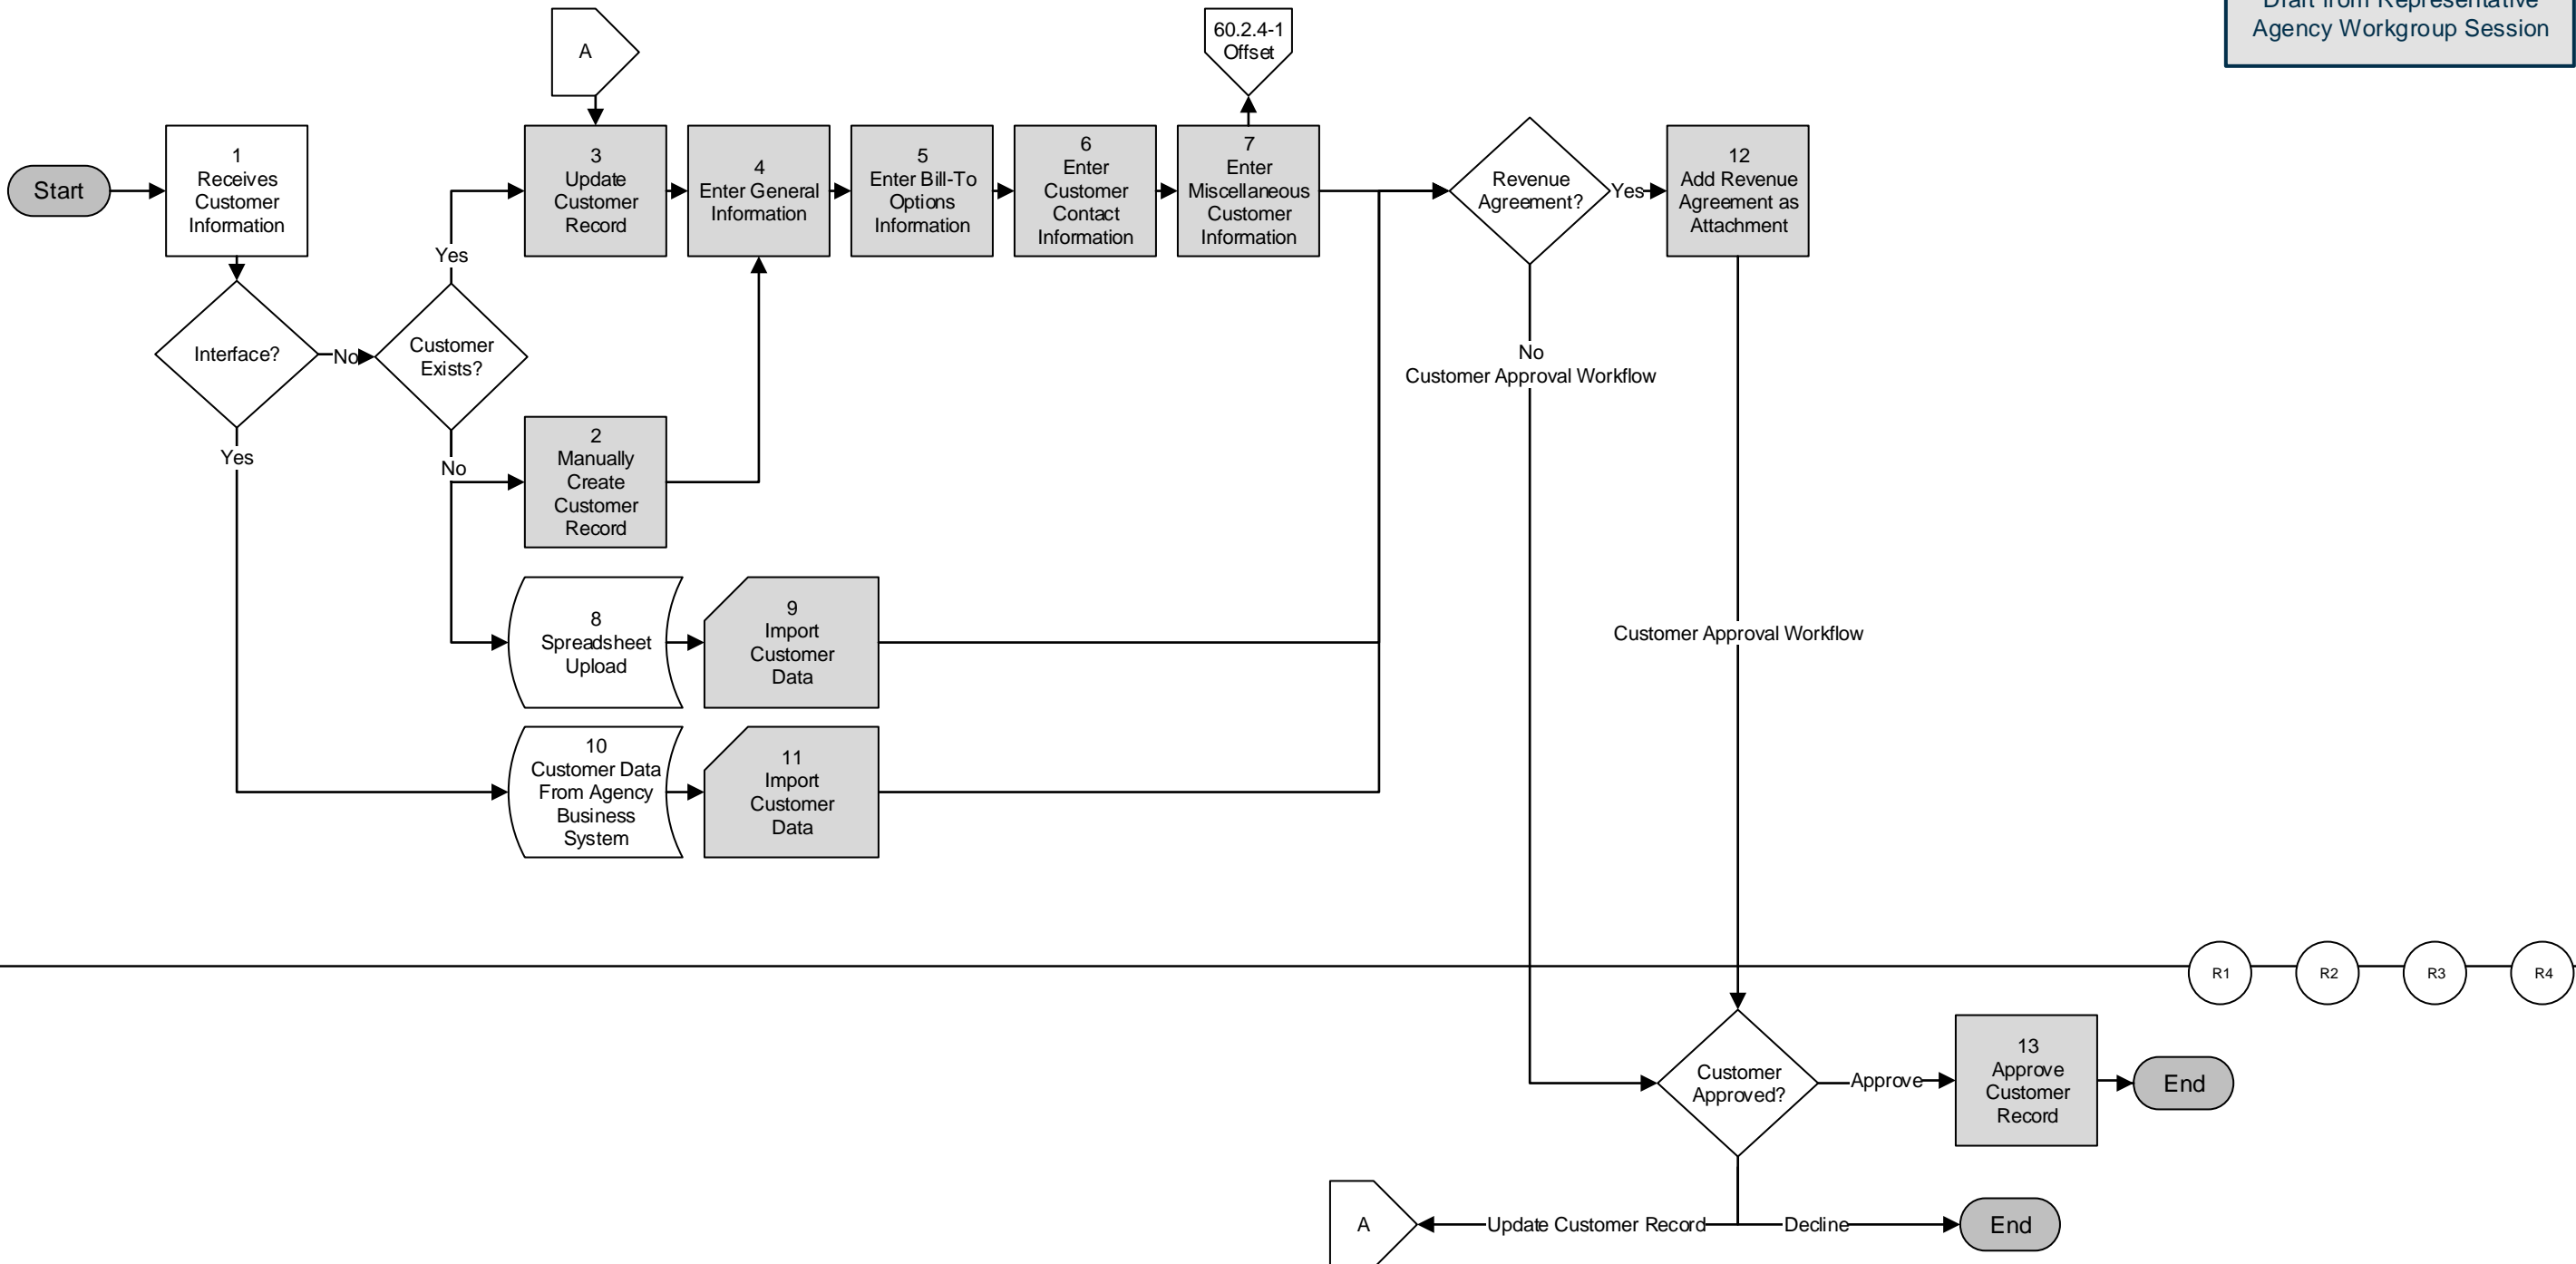 Draft from Representative
Agency Workgroup Session
A
60.2.4-1
Offset
Start
1
Receives
Customer
Information
3
Update
Customer
Record
4
Enter General
Information
5
Enter Bill-To
Options
Information
6
Enter
Customer
Contact
Information
7
Enter
Miscellaneous
Customer
Information
Revenue
Agreement?
Yes
12
Add Revenue
Agreement as
Attachment
Yes
Interface?
No
Customer
Exists?
No
Customer Approval Workflow
Yes
No
2
Manually
Create
Customer
Record
8
Spreadsheet
Upload
9
Import
Customer
Data
Customer Approval Workflow
10
Customer Data
From Agency
Business
System
11
Import
Customer
Data
R1
R2
R3
R4
Customer
Approved?
Approve
13
Approve
Customer
Record
End
A
Update Customer Record
Decline
End